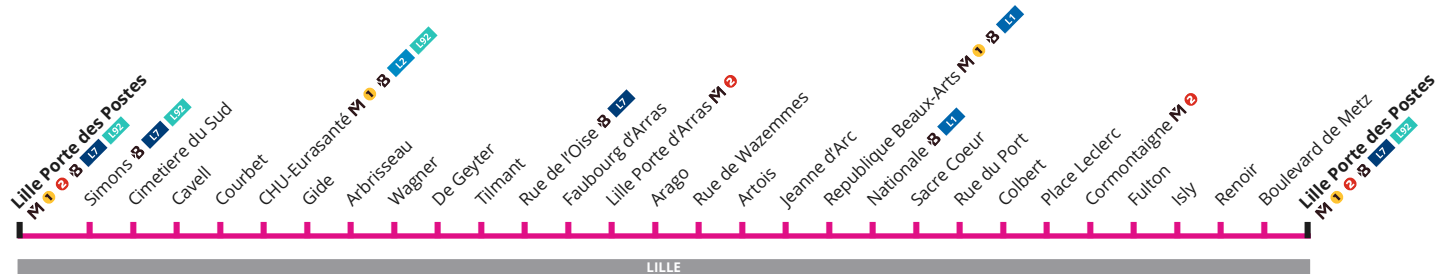 Lille Porte des Postes
M 1 2 L7 L92
Simons L7 L92
Cimetiere du Sud
Cavell
Courbet
CHU-Eurasanté M 1 L2 L92
Gide
Arbrisseau
Wagner
De Geyter
Tilmant
Rue de l'Oise L7
Faubourg d'Arras
Lille Porte d'Arras M 2
Arago
Rue de Wazemmes
Artois
Jeanne d'Arc
Republique Beaux-Arts M 1 L1
Nationale L1
Sacre Coeur
Rue du Port
Colbert
Place Leclerc
Cormontaigne M 2
Fulton
Isly
Renoir
Boulevard de Metz
Lille Porte des Postes
M 1 2 L7 L92
LILLE